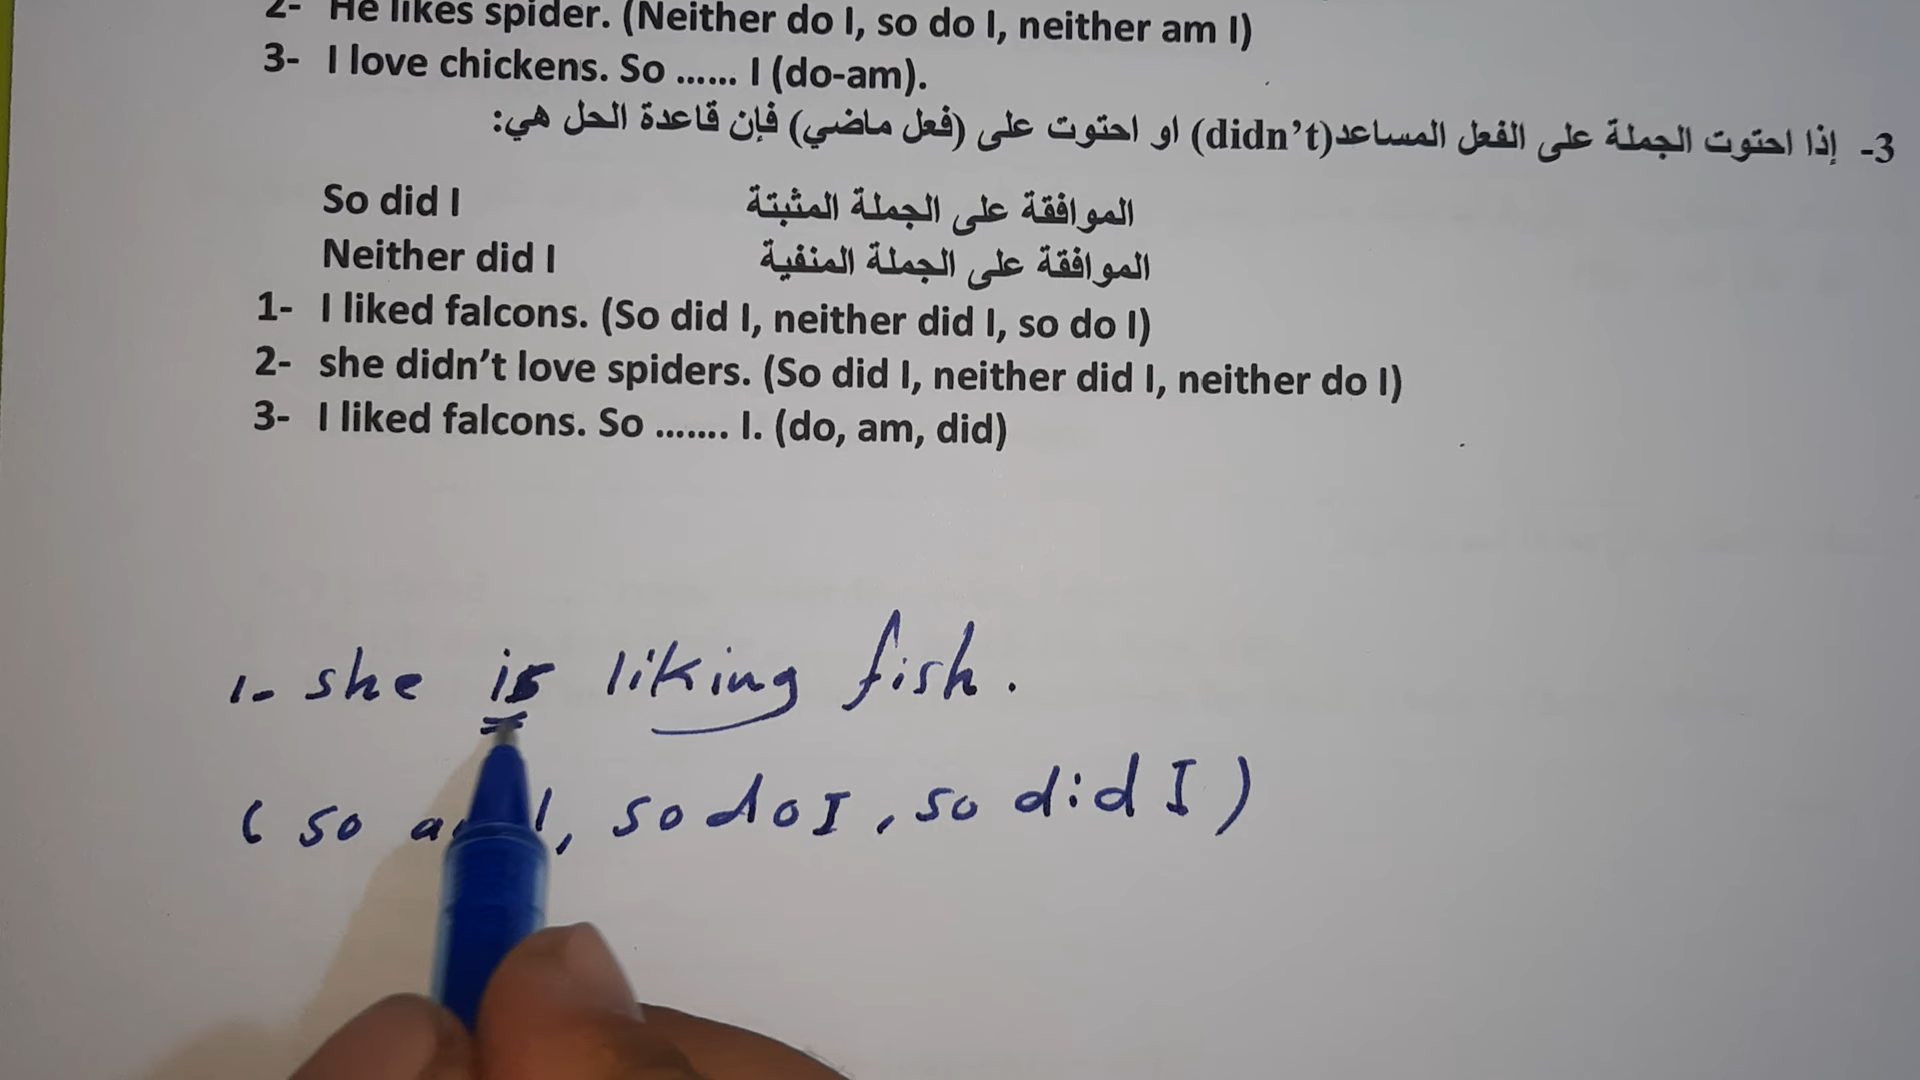 2- He likes spider. (Neither do I, so do I, neither am I)
3- I love chickens. So ...... I (do-am).
3- إذا احتوت الجملة على الفعل المساعد(didn’t) او احتوت على (فعل ماضي) فإن قاعدة الحل هي:
So did I الموافقة على الجملة المثبتة
Neither did I الموافقة على الجملة المنفية
1- I liked falcons. (So did I, neither did I, so do I)
2- she didn’t love spiders. (So did I, neither did I, neither do I)
3- I liked falcons. So ....... I. (do, am, did)
1- she is liking fish.
( so I, so do I, so did I )